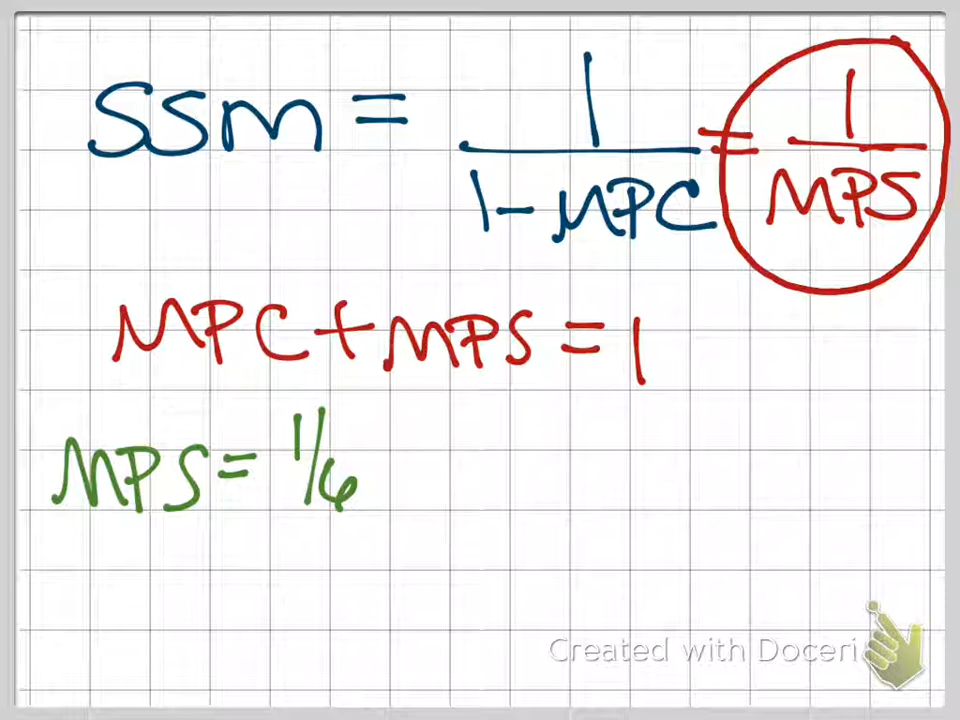 SSM = 1/(1-MPC) = 1/MPS
MPC + MPS = 1
MPS = 1/6
Created with Doceri